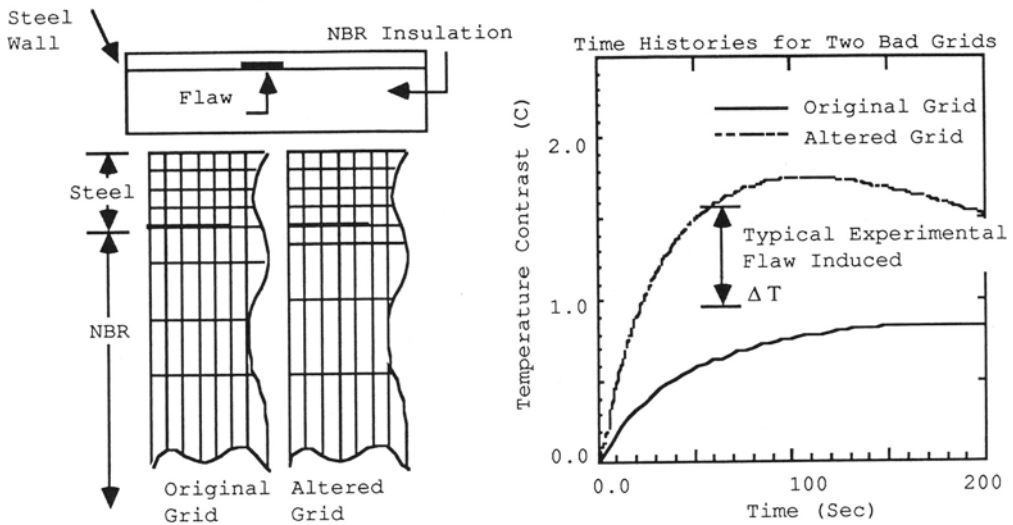 Steel
Wall
NBR Insulation
Flaw
Steel
NBR
Original
Grid
Altered
Grid
Time Histories for Two Bad Grids
Temperature Contrast (C)
Original Grid
Altered Grid
2.0
Typical Experimental
Flaw Induced
ΔT
1.0
0.0
0.0
100
200
Time (Sec)